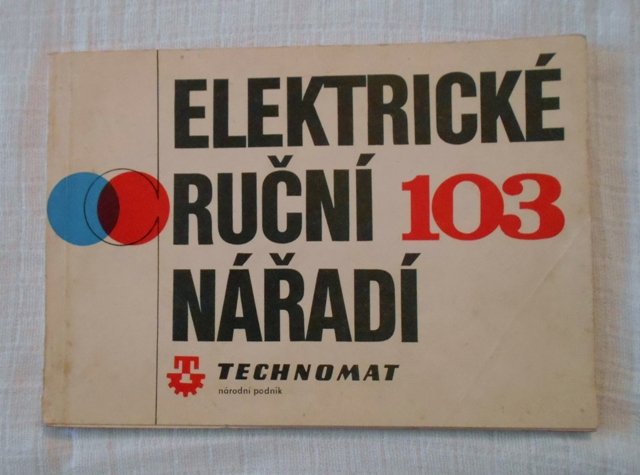 ELEKTRICKÉ
RUČNÍ 103
NÁŘADÍ
TECHNOMAT
národní podnik